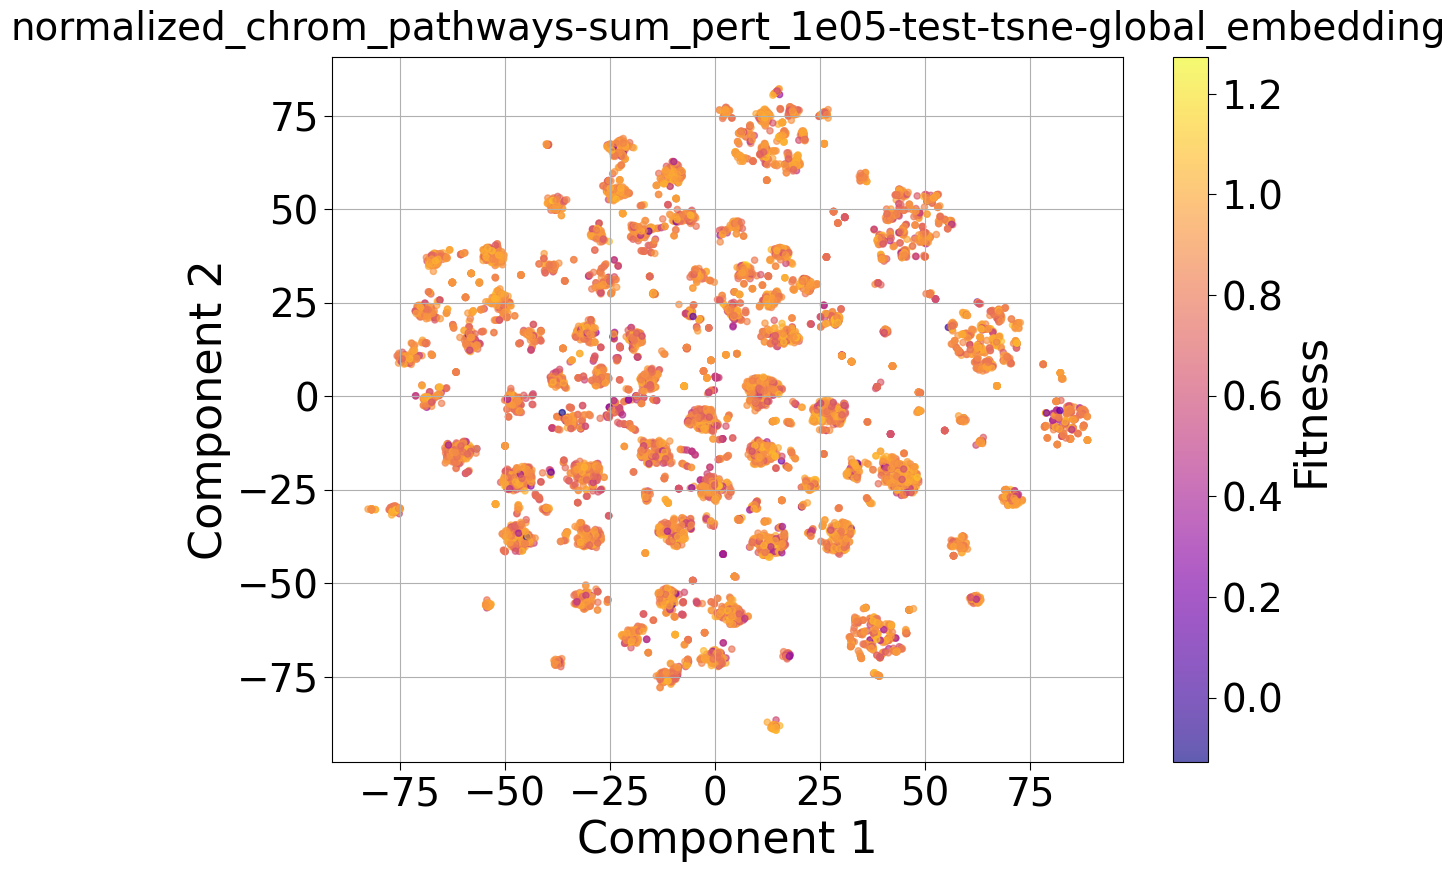 normalized_chrom_pathways-sum_pert_1e05-test-tsne-global_embedding
75
50
25
0
−25
−50
−75
Component 2
−75 −50 −25 0 25 50 75
Component 1
1.2
1.0
0.8
0.6
0.4
0.2
0.0
Fitness